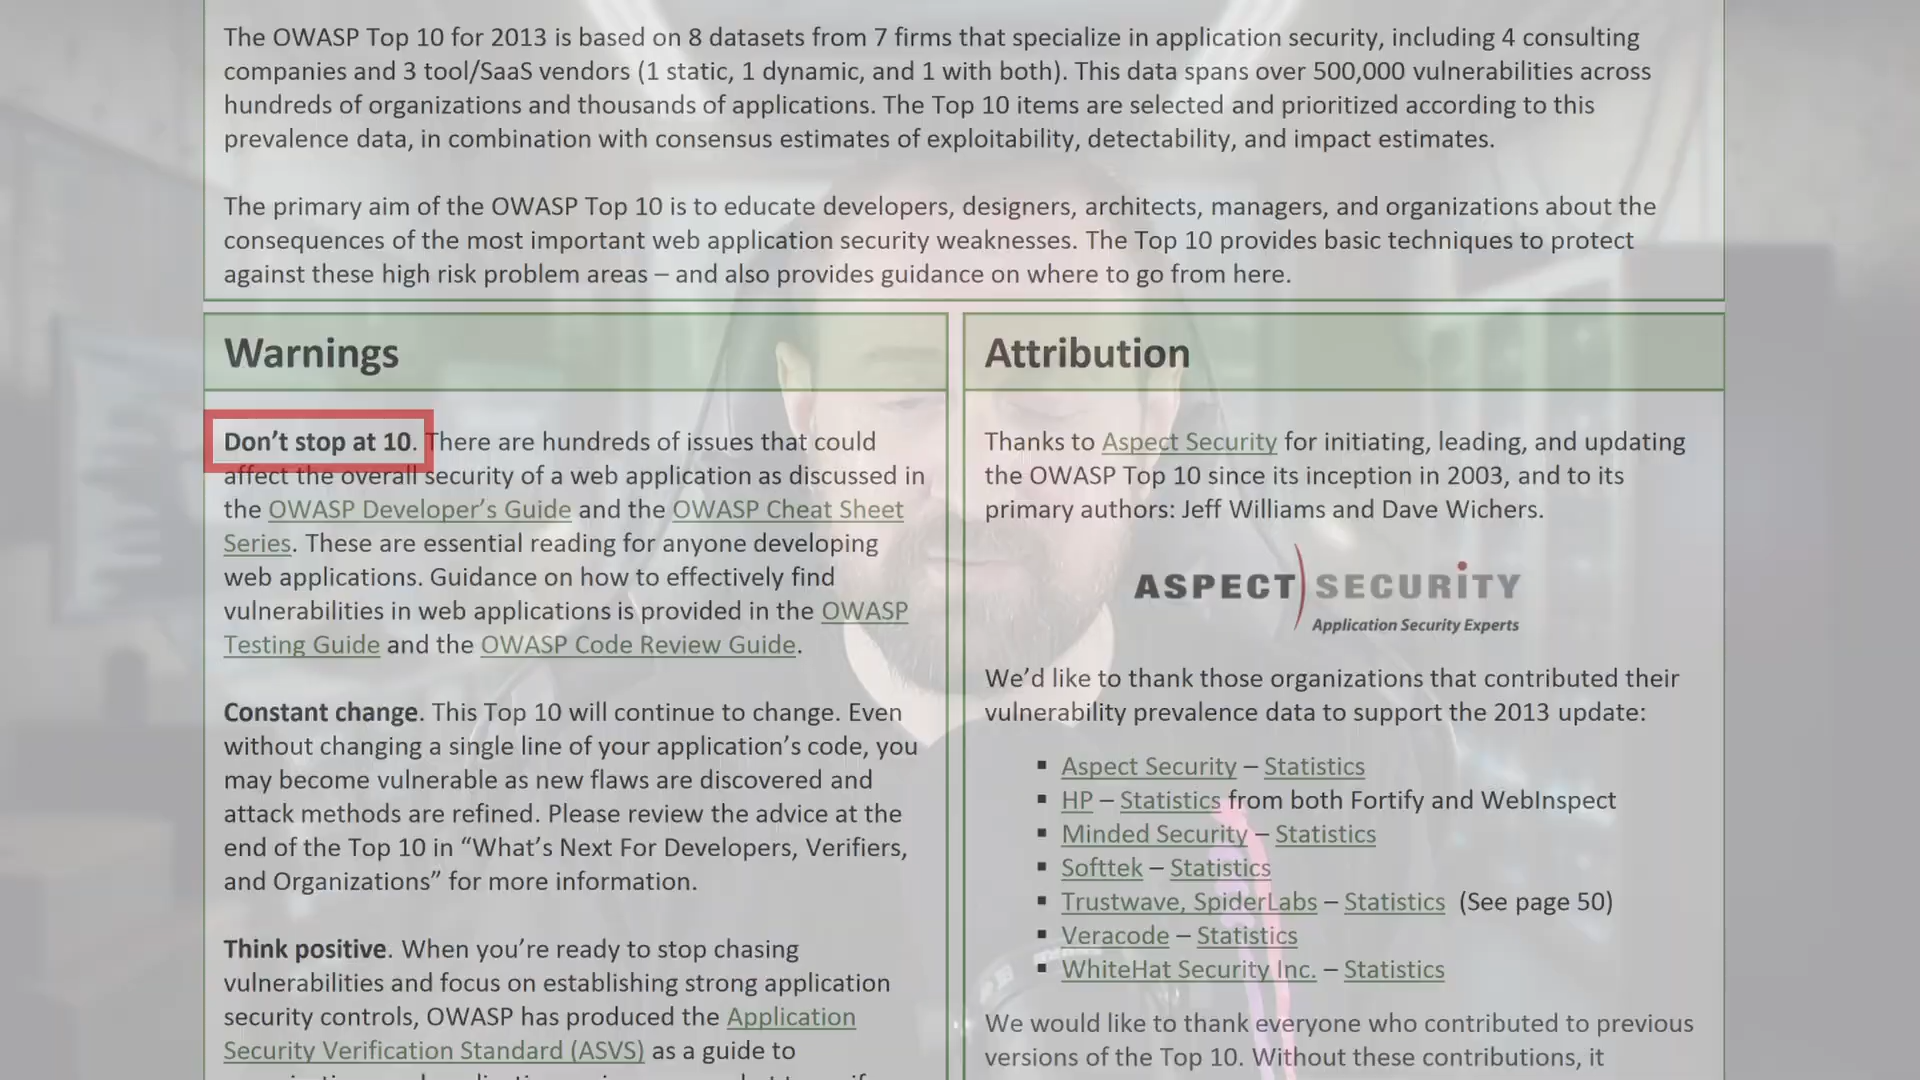 The OWASP Top 10 for 2013 is based on 8 datasets from 7 firms that specialize in application security, including 4 consulting
companies and 3 tool/SaaS vendors (1 static, 1 dynamic, and 1 with both). This data spans over 500,000 vulnerabilities across
hundreds of organizations and thousands of applications. The Top 10 items are selected and prioritized according to this
prevalence data, in combination with consensus estimates of exploitability, detectability, and impact estimates.
The primary aim of the OWASP Top 10 is to educate developers, designers, architects, managers, and organizations about the
consequences of the most important web application security weaknesses. The Top 10 provides basic techniques to protect
against these high risk problem areas – and also provides guidance on where to go from here.
Warnings
Don’t stop at 10. There are hundreds of issues that could
affect the overall security of a web application as discussed in
the OWASP Developer’s Guide and the OWASP Cheat Sheet
Series. These are essential reading for anyone developing
web applications. Guidance on how to effectively find
vulnerabilities in web applications is provided in the OWASP
Testing Guide and the OWASP Code Review Guide.
Constant change. This Top 10 will continue to change. Even
without changing a single line of your application’s code, you
may become vulnerable as new flaws are discovered and
attack methods are refined. Please review the advice at the
end of the Top 10 in “What’s Next For Developers, Verifiers,
and Organizations” for more information.
Think positive. When you’re ready to stop chasing
vulnerabilities and focus on establishing strong application
security controls, OWASP has produced the Application
Security Verification Standard (ASVS) as a guide to
Attribution
Thanks to Aspect Security for initiating, leading, and updating
the OWASP Top 10 since its inception in 2003, and to its
primary authors: Jeff Williams and Dave Wichers.
ASPECT SECURITY
Application Security Experts
We’d like to thank those organizations that contributed their
vulnerability prevalence data to support the 2013 update:
▪ Aspect Security – Statistics
▪ HP – Statistics from both Fortify and WebInspect
▪ Minded Security – Statistics
▪ Softtek – Statistics
▪ Trustwave, SpiderLabs – Statistics (See page 50)
▪ Veracode – Statistics
▪ WhiteHat Security Inc. – Statistics
We would like to thank everyone who contributed to previous
versions of the Top 10. Without these contributions, it